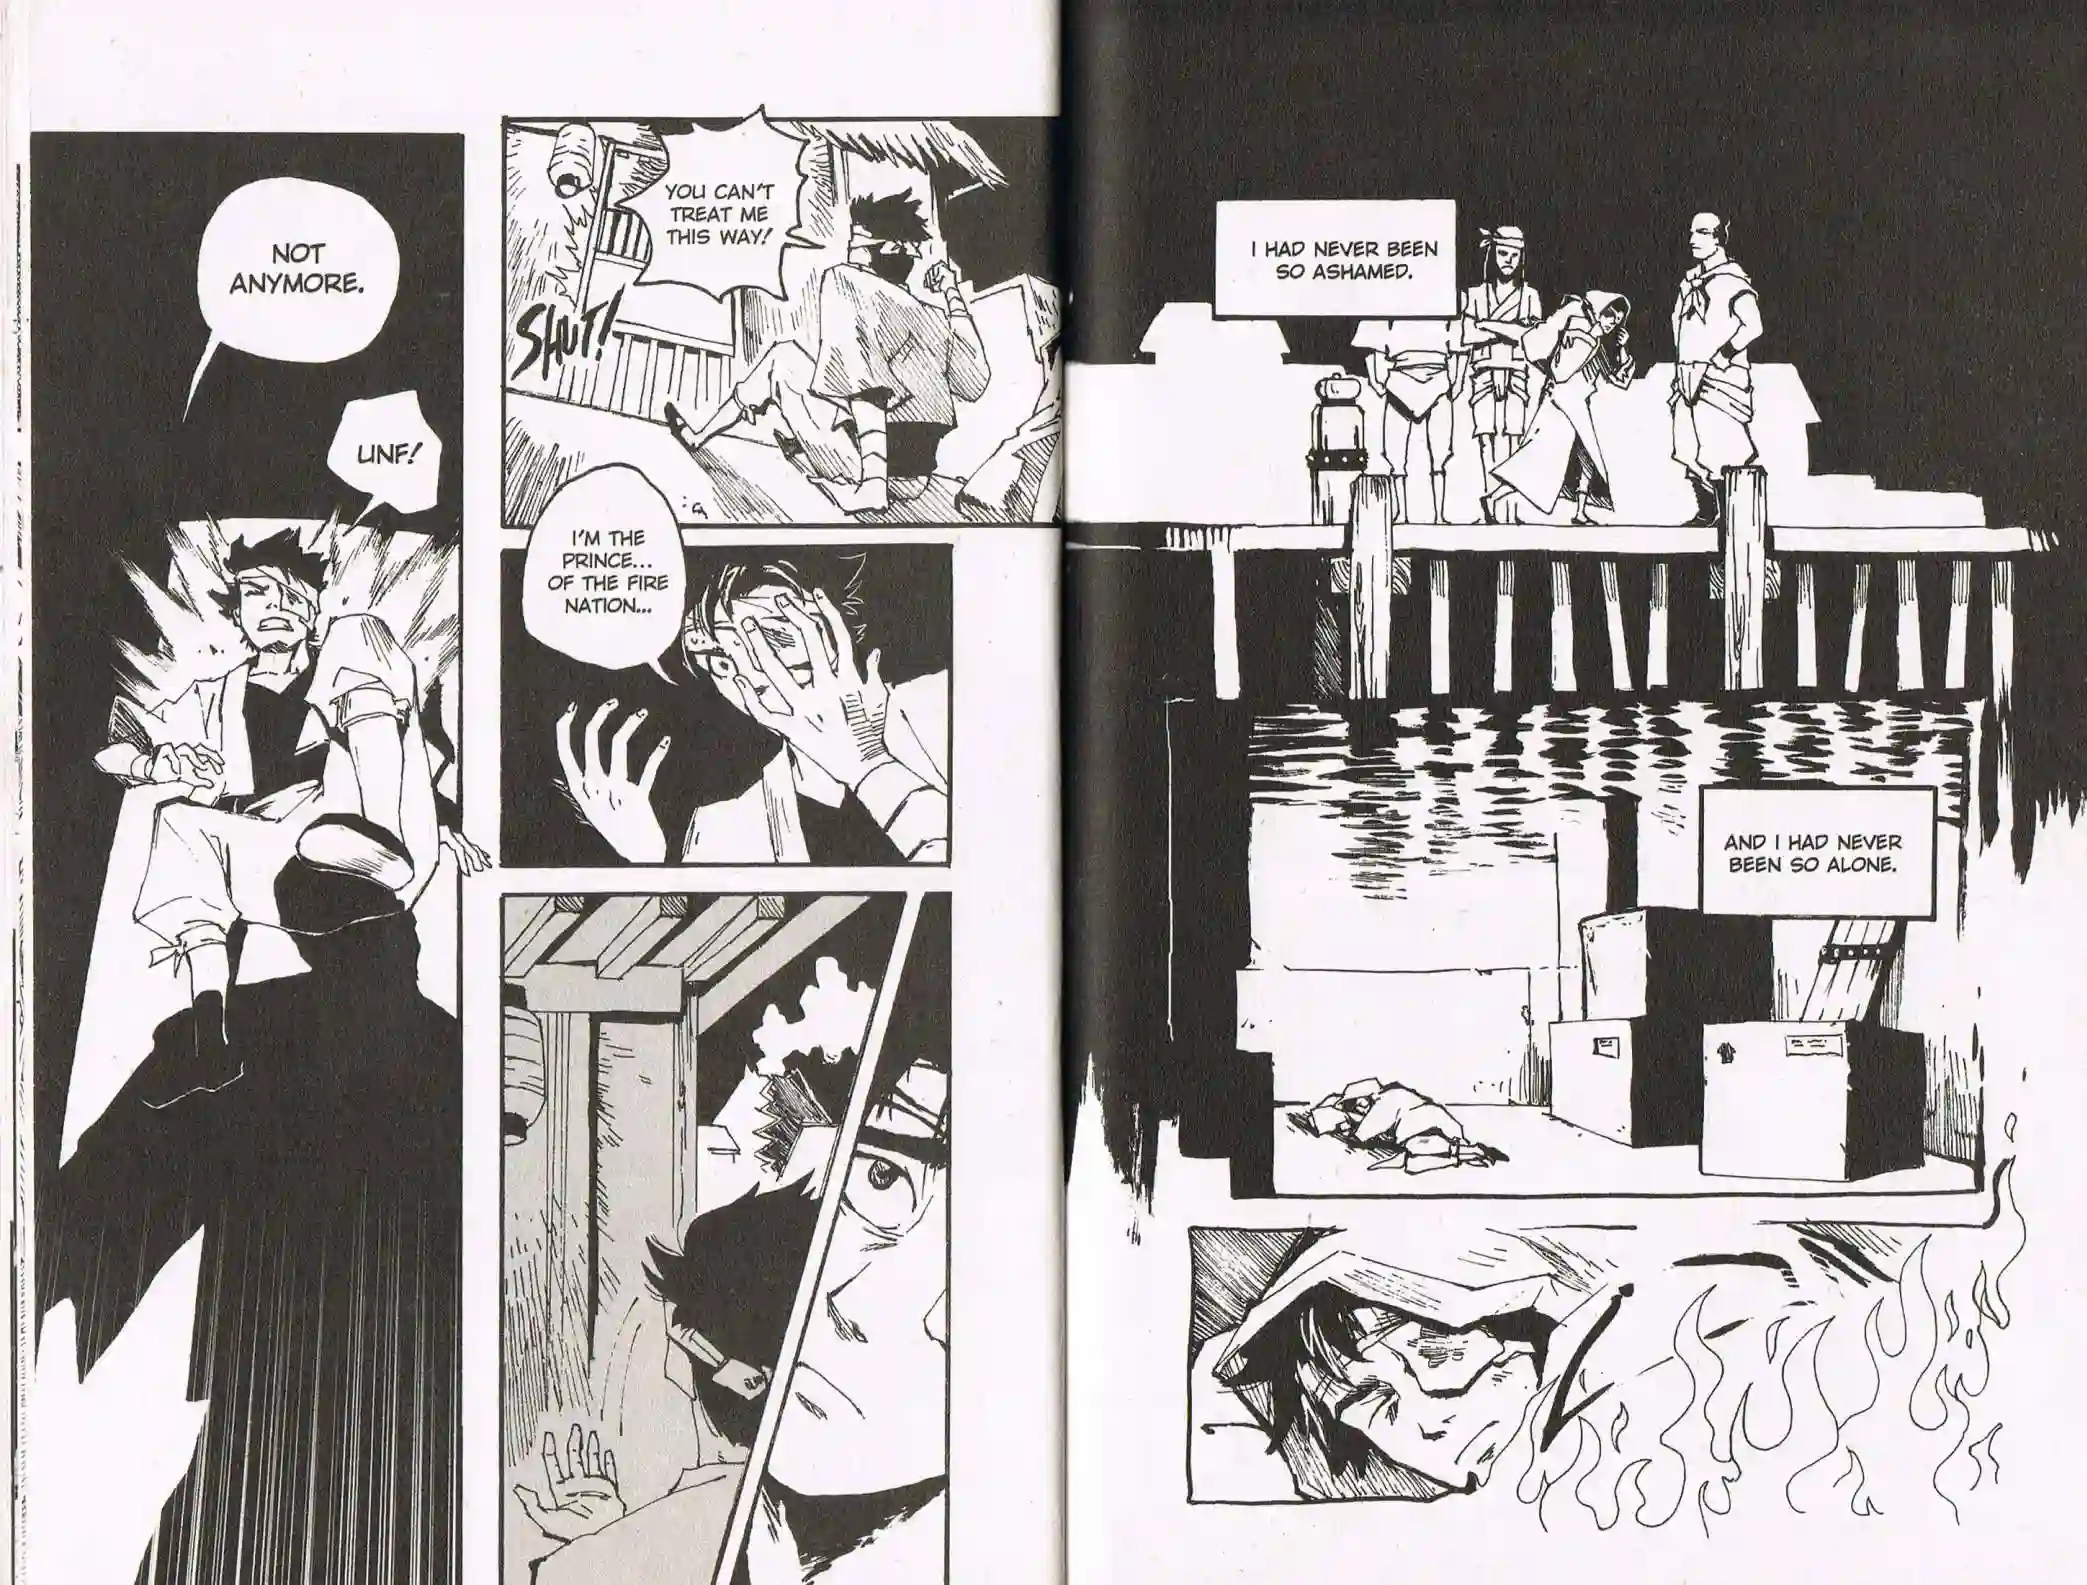 NOT
ANYMORE.
UNF!
YOU CAN'T
TREAT ME
THIS WAY!
SHUT!
I'M THE
PRINCE...
OF THE FIRE
NATION...
I HAD NEVER BEEN
SO ASHAMED.
AND I HAD NEVER
BEEN SO ALONE.